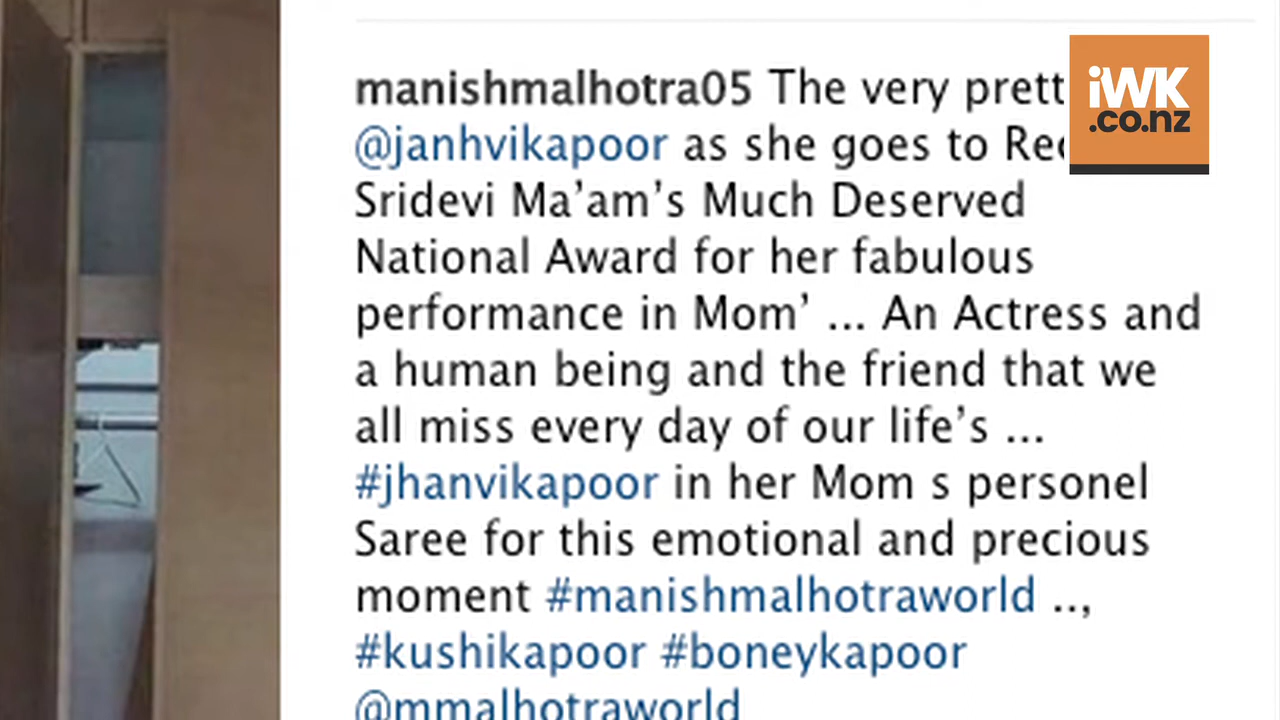 iWK
.co.nz
manishmalhotra05 The very
@janhvikapoor as she goes to
Sridevi Ma’am’s Much Deserved
National Award for her fabulous
performance in Mom’ ... An Actress and
a human being and the friend that we
all miss every day of our life’s ...
#jhanvikapoor in her Mom s personel
Saree for this emotional and precious
moment #manishmalhotraworld ..,
#kushikapoor #boneykapoor
@mmalhotraworld